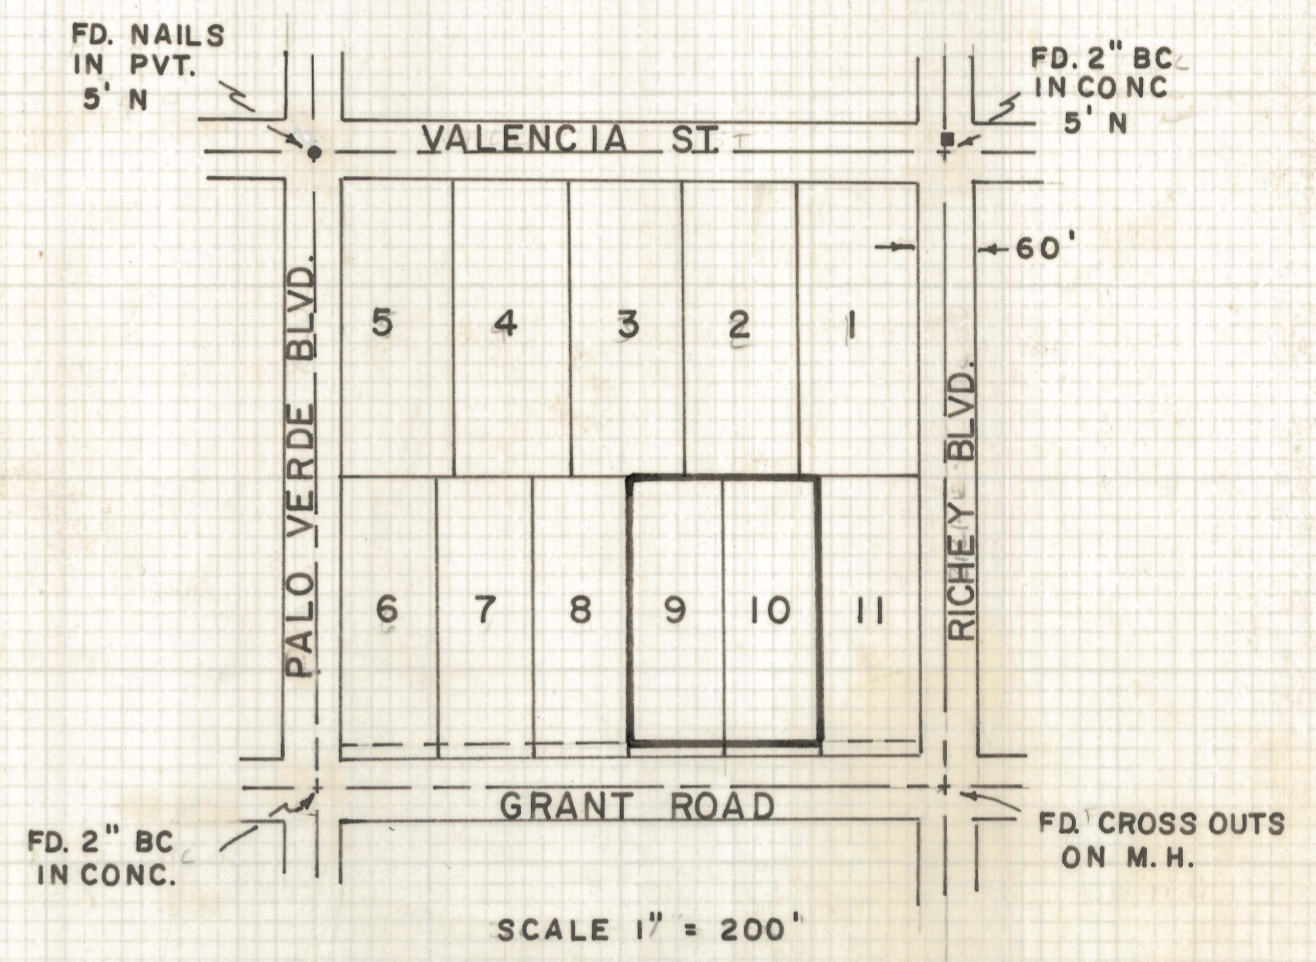 FD. NAILS
IN PVT.
5' N
FD. 2" BC
IN CONC
5' N
VALENCIA ST.
60'
5 4 3 2 1
PALO VERDE BLVD.
RICHEY BLVD.
6 7 8 9 10 11
GRANT ROAD
FD. 2" BC
IN CONC.
FD. CROSS OUTS
ON M.H.
SCALE 1" = 200'